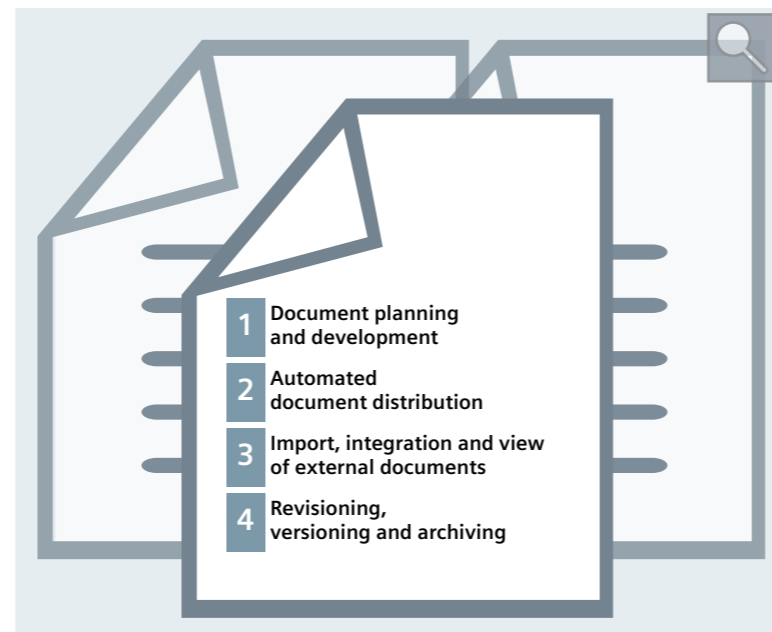 1 Document planning
and development
2 Automated
document distribution
3 Import, integration and view
of external documents
4 Revisioning,
versioning and archiving